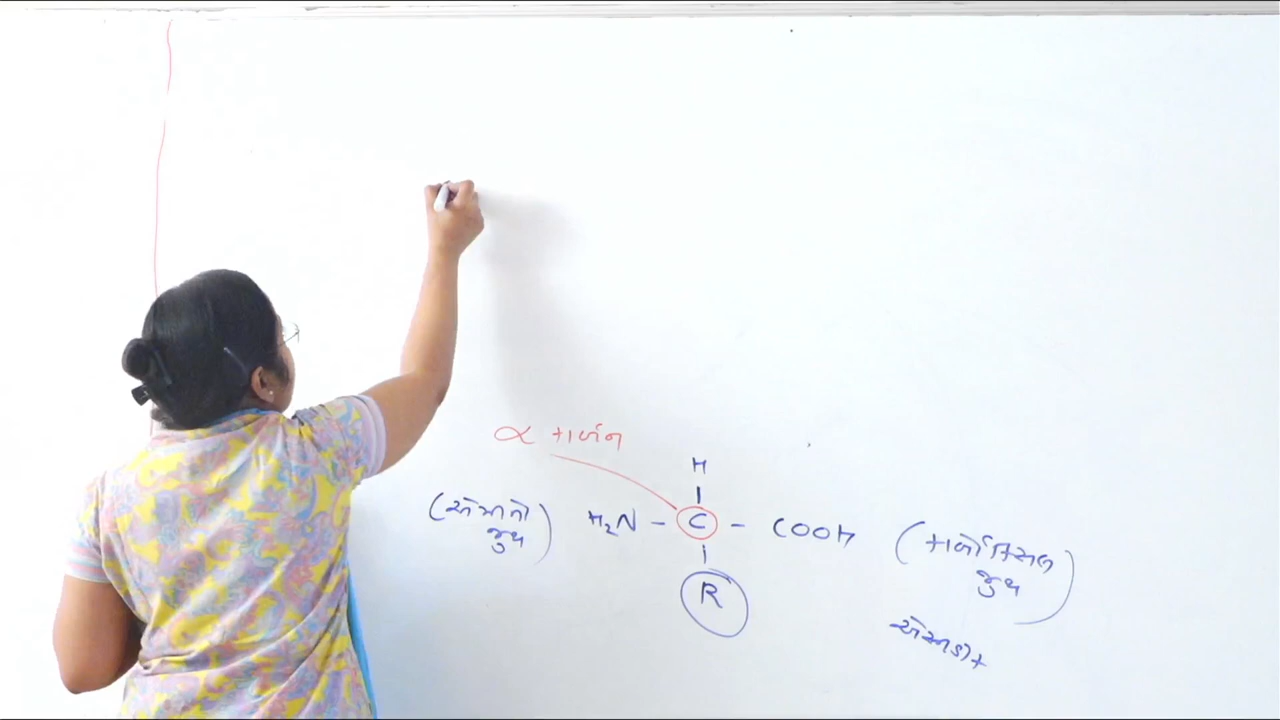 α કાર્બન
H
(એમીનો જુથ) H₂N – C – COOH (કાર્બોક્સિલ જુથ)
R
એસિડીક